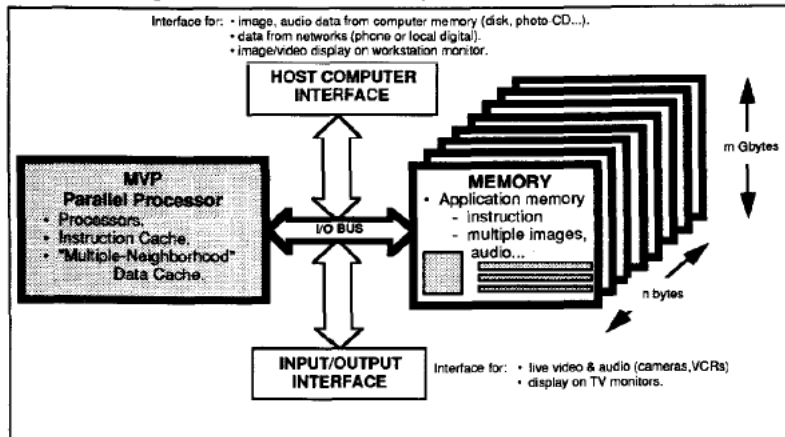 Interface for: • image, audio data from computer memory (disk, photo CD...).
• data from networks (phone or local digital).
• image/video display on workstation monitor.
HOST COMPUTER
INTERFACE
MVP
Parallel Processor
• Processors,
• Instruction Cache,
• "Multiple-Neighborhood"
Data Cache.
I/O BUS
MEMORY
• Application memory
- instruction
- multiple images,
audio...
m Gbytes
n bytes
INPUT/OUTPUT
INTERFACE
Interface for: • live video & audio (cameras,VCRs)
• display on TV monitors.